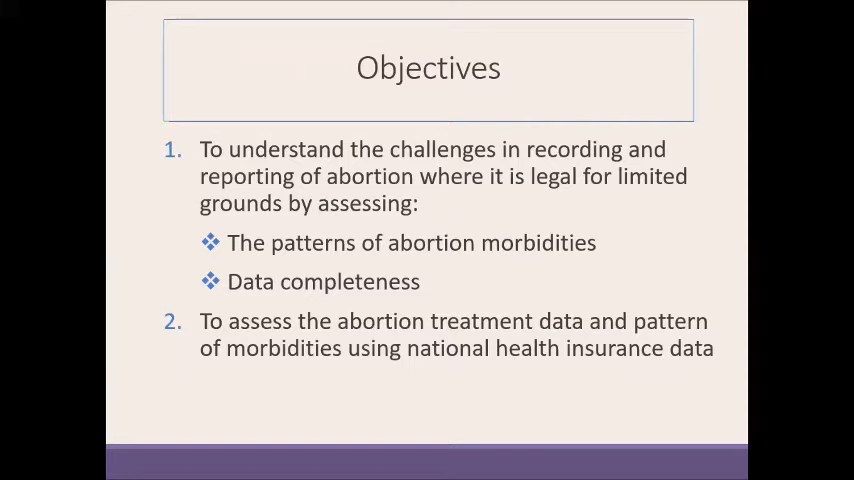 Objectives
1. To understand the challenges in recording and
reporting of abortion where it is legal for limited
grounds by assessing:
❖ The patterns of abortion morbidities
❖ Data completeness
2. To assess the abortion treatment data and pattern
of morbidities using national health insurance data